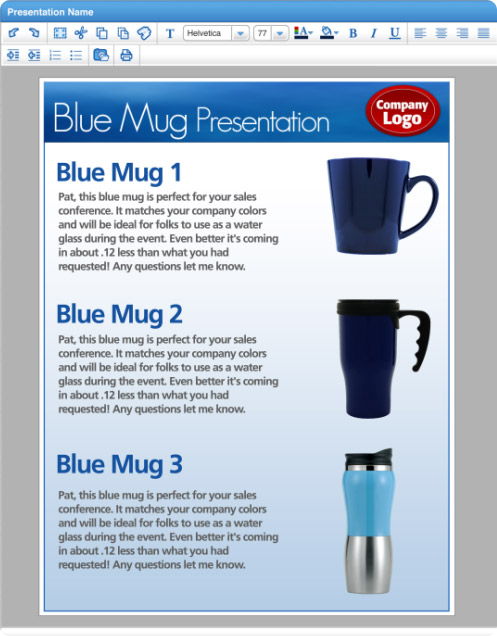 Presentation Name
T Helvetica 77 A B I U
Blue Mug Presentation
Company
Logo
Blue Mug 1
Pat, this blue mug is perfect for your sales
conference. It matches your company colors
and will be ideal for folks to use as a water
glass during the event. Even better it's coming
in about .12 less than what you had
requested! Any questions let me know.
Blue Mug 2
Pat, this blue mug is perfect for your sales
conference. It matches your company colors
and will be ideal for folks to use as a water
glass during the event. Even better it's coming
in about .12 less than what you had
requested! Any questions let me know.
Blue Mug 3
Pat, this blue mug is perfect for your sales
conference. It matches your company colors
and will be ideal for folks to use as a water
glass during the event. Even better it's coming
in about .12 less than what you had
requested! Any questions let me know.